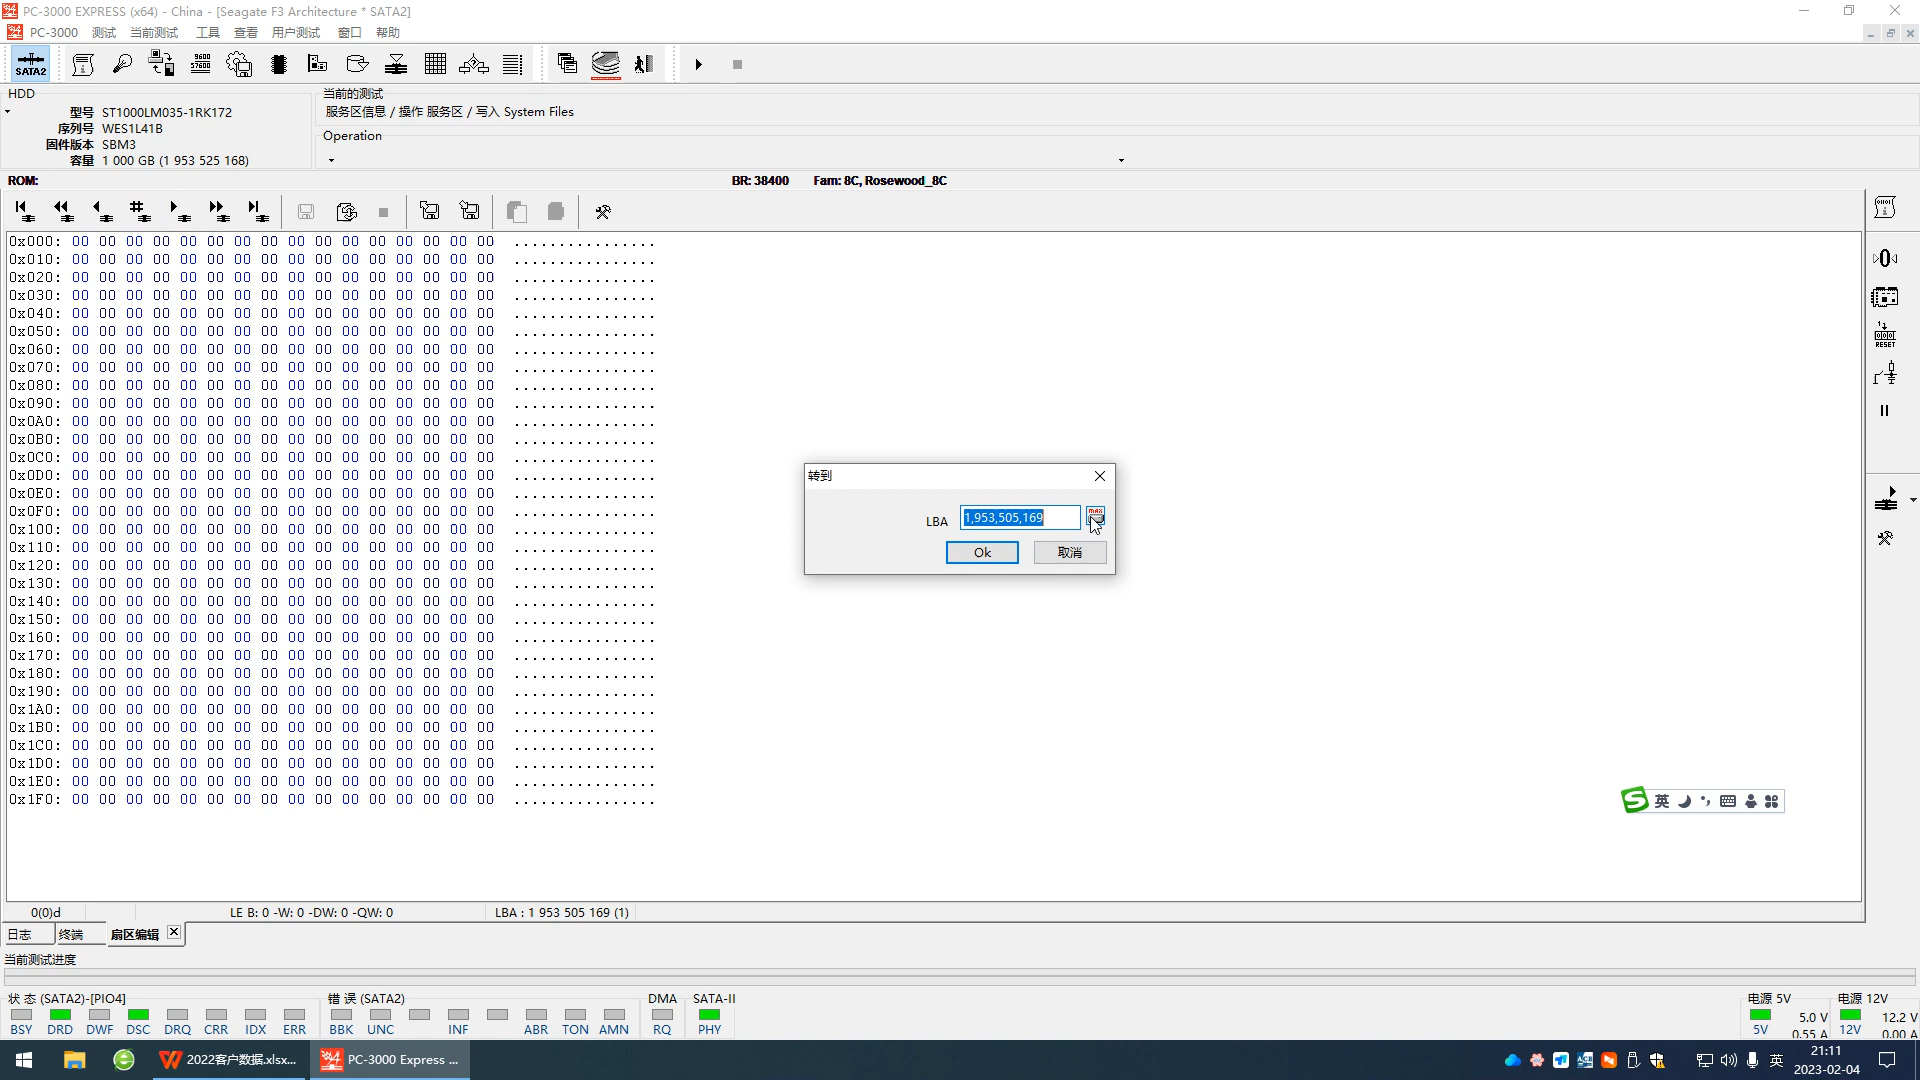 PC-3000 EXPRESS (x64) - China - [Seagate F3 Architecture * SATA2]
PC-3000 测试 当前测试 工具 查看 用户测试 窗口 帮助
SATA2
HDD
型号 ST1000LM035-1RK172
序列号 WES1L41B
固件版本 SBM3
容量 1 000 GB (1 953 525 168)
当前的测试
服务区信息 / 操作 服务区 / 写入 System Files
Operation
ROM: BR: 38400 Fam: 8C, Rosewood_8C
0x000: 00 00 00 00 00 00 00 00 00 00 00 00 00 00 00 00 ................
0x010: 00 00 00 00 00 00 00 00 00 00 00 00 00 00 00 00 ................
0x020: 00 00 00 00 00 00 00 00 00 00 00 00 00 00 00 00 ................
0x030: 00 00 00 00 00 00 00 00 00 00 00 00 00 00 00 00 ................
0x040: 00 00 00 00 00 00 00 00 00 00 00 00 00 00 00 00 ................
0x050: 00 00 00 00 00 00 00 00 00 00 00 00 00 00 00 00 ................
0x060: 00 00 00 00 00 00 00 00 00 00 00 00 00 00 00 00 ................
0x070: 00 00 00 00 00 00 00 00 00 00 00 00 00 00 00 00 ................
0x080: 00 00 00 00 00 00 00 00 00 00 00 00 00 00 00 00 ................
0x090: 00 00 00 00 00 00 00 00 00 00 00 00 00 00 00 00 ................
0x0A0: 00 00 00 00 00 00 00 00 00 00 00 00 00 00 00 00 ................
0x0B0: 00 00 00 00 00 00 00 00 00 00 00 00 00 00 00 00 ................
0x0C0: 00 00 00 00 00 00 00 00 00 00 00 00 00 00 00 00 ................
0x0D0: 00 00 00 00 00 00 00 00 00 00 00 00 00 00 00 00 ................
0x0E0: 00 00 00 00 00 00 00 00 00 00 00 00 00 00 00 00 ................
0x0F0: 00 00 00 00 00 00 00 00 00 00 00 00 00 00 00 00 ................
0x100: 00 00 00 00 00 00 00 00 00 00 00 00 00 00 00 00 ................
0x110: 00 00 00 00 00 00 00 00 00 00 00 00 00 00 00 00 ................
0x120: 00 00 00 00 00 00 00 00 00 00 00 00 00 00 00 00 ................
0x130: 00 00 00 00 00 00 00 00 00 00 00 00 00 00 00 00 ................
0x140: 00 00 00 00 00 00 00 00 00 00 00 00 00 00 00 00 ................
0x150: 00 00 00 00 00 00 00 00 00 00 00 00 00 00 00 00 ................
0x160: 00 00 00 00 00 00 00 00 00 00 00 00 00 00 00 00 ................
0x170: 00 00 00 00 00 00 00 00 00 00 00 00 00 00 00 00 ................
0x180: 00 00 00 00 00 00 00 00 00 00 00 00 00 00 00 00 ................
0x190: 00 00 00 00 00 00 00 00 00 00 00 00 00 00 00 00 ................
0x1A0: 00 00 00 00 00 00 00 00 00 00 00 00 00 00 00 00 ................
0x1B0: 00 00 00 00 00 00 00 00 00 00 00 00 00 00 00 00 ................
0x1C0: 00 00 00 00 00 00 00 00 00 00 00 00 00 00 00 00 ................
0x1D0: 00 00 00 00 00 00 00 00 00 00 00 00 00 00 00 00 ................
0x1E0: 00 00 00 00 00 00 00 00 00 00 00 00 00 00 00 00 ................
0x1F0: 00 00 00 00 00 00 00 00 00 00 00 00 00 00 00 00 ................
转到
LBA 1,953,505,169 MAX
Ok 取消
RESET
英
0(0)d LE B: 0 -W: 0 -DW: 0 -QW: 0 LBA : 1 953 505 169 (1)
日志 终端 扇区编辑
当前测试进度
状 态 (SATA2)-[PIO4] 错 误 (SATA2) DMA SATA-II 电源 5V 电源 12V
BSY DRD DWF DSC DRQ CRR IDX ERR BBK UNC INF ABR TON AMN RQ PHY 5V 5.0 V 0.55 A 12V 12.2 V 0.00 A
2022客户数据.xlsx... PC-3000 Express ... 英 21:11
2023-02-04